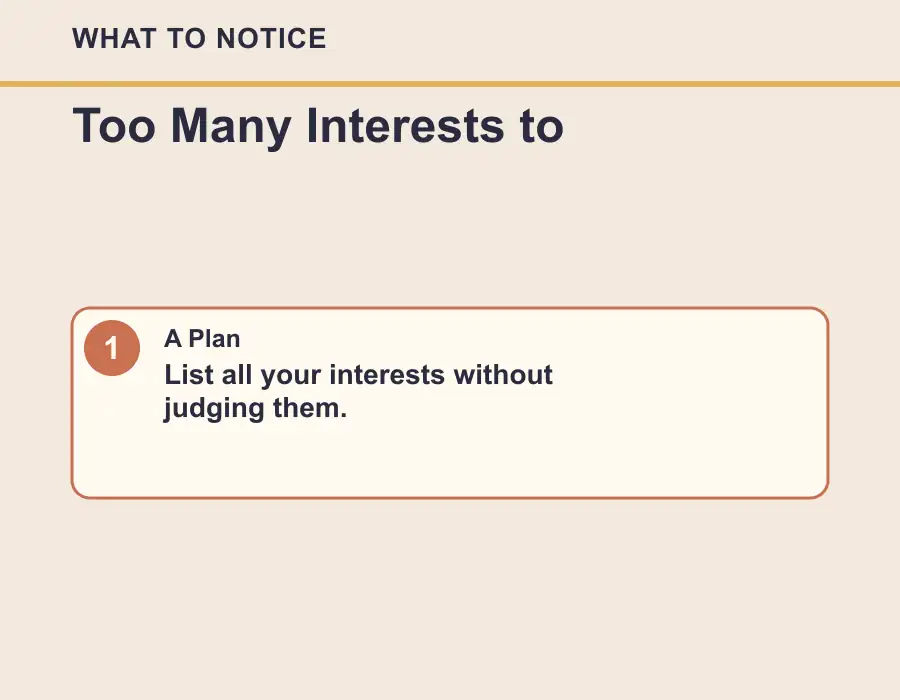 WHAT TO NOTICE
Too Many Interests to
1
A Plan
List all your interests without
judging them.